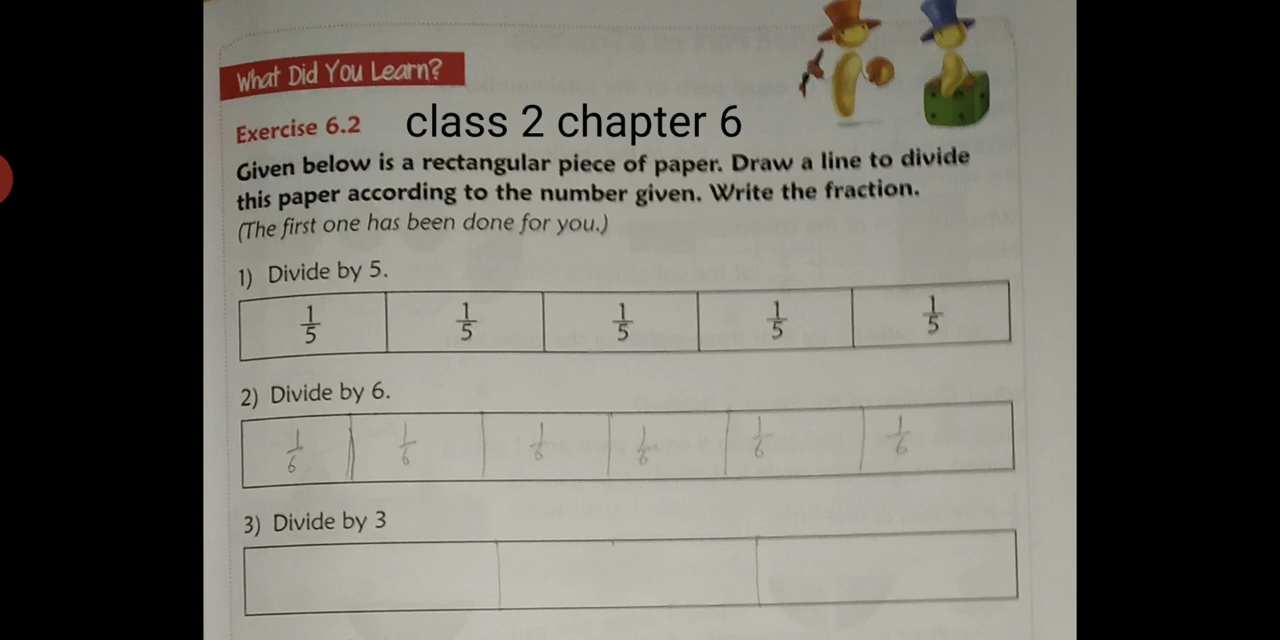 What Did You Learn?
Exercise 6.2
class 2 chapter 6
Given below is a rectangular piece of paper. Draw a line to divide
this paper according to the number given. Write the fraction.
(The first one has been done for you.)
1) Divide by 5.
1/5 1/5 1/5 1/5 1/5
2) Divide by 6.
1/6 1/6 1/6 1/6 1/6 1/6
3) Divide by 3